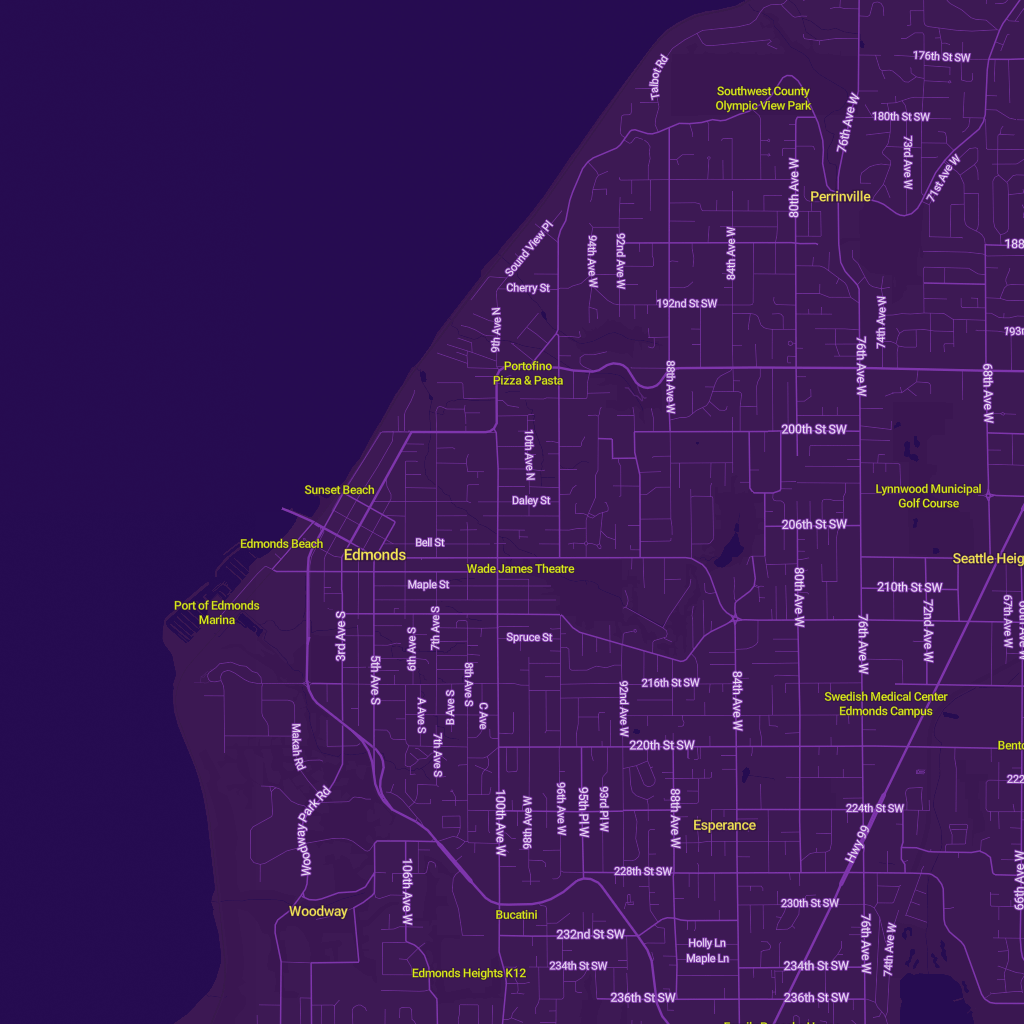 176th St SW
Talbot Rd
Southwest County
Olympic View Park
76th Ave W
180th St SW
73rd Ave W
71st Ave W
80th Ave W
Perrinville
Sound View Pl
94th Ave W
92nd Ave W
84th Ave W
188
Cherry St
192nd St SW
74th Ave W
9th Ave N
193r
76th Ave W
Portofino
Pizza & Pasta
88th Ave W
68th Ave W
200th St SW
10th Ave N
Sunset Beach
Daley St
Lynnwood Municipal
Golf Course
206th St SW
Edmonds Beach
Bell St
Edmonds
Seattle Heig
Wade James Theatre
Maple St
80th Ave W
210th St SW
Port of Edmonds
Marina
3rd Ave S
6th Ave S
7th Ave S
Spruce St
76th Ave W
72nd Ave W
67th Ave W
5th Ave S
8th Ave S
216th St SW
A Ave S
B Ave S
C Ave
92nd Ave W
84th Ave W
Swedish Medical Center
Edmonds Campus
Makah Rd
7th Ave S
220th St SW
Bento
222
Woodway Park Rd
100th Ave W
98th Ave W
96th Ave W
95th Pl W
93rd Pl W
88th Ave W
224th St SW
Esperance
Hwy 99
228th St SW
106th Ave W
66th Ave W
Woodway
Bucatini
230th St SW
232nd St SW
76th Ave W
74th Ave W
Holly Ln
Maple Ln
Edmonds Heights K12
234th St SW
234th St SW
236th St SW
236th St SW